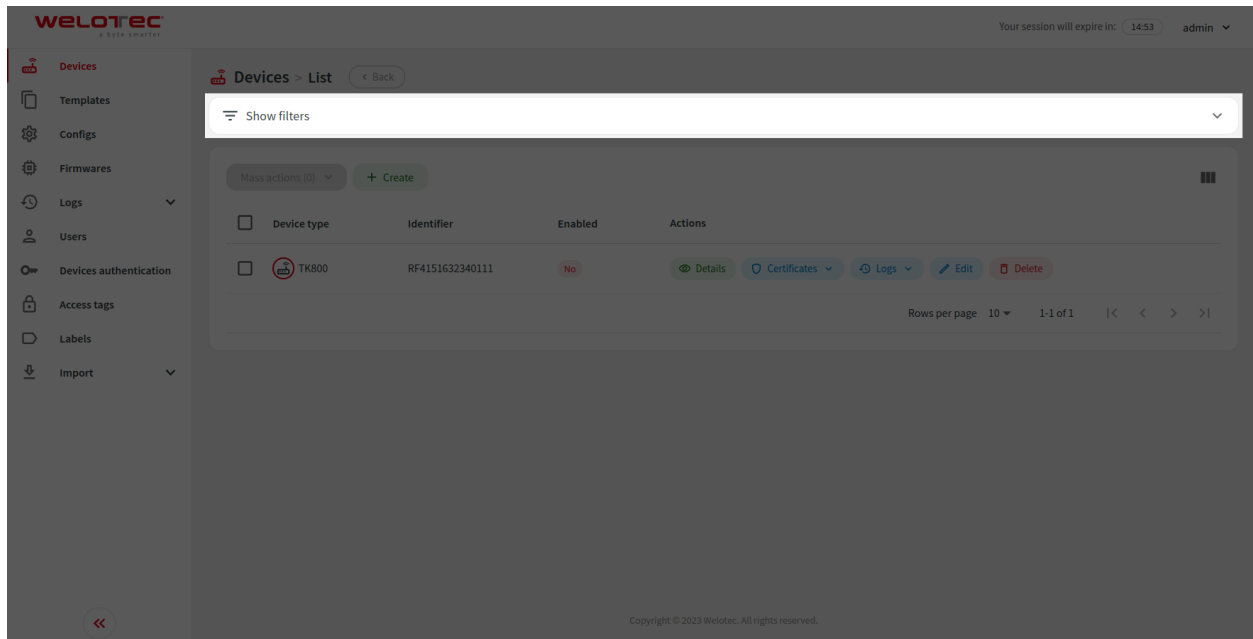 welotec
a byte smarter
Your session will expire in: 14:53 admin
Devices
Templates
Configs
Firmwares
Logs
Users
Devices authentication
Access tags
Labels
Import
Devices > List < Back
Show filters
Mass actions (0) + Create
Device type Identifier Enabled Actions
TK800 RF4151632340111 No Details Certificates Logs Edit Delete
Rows per page 10 1-1 of 1
Copyright © 2023 Welotec. All rights reserved.